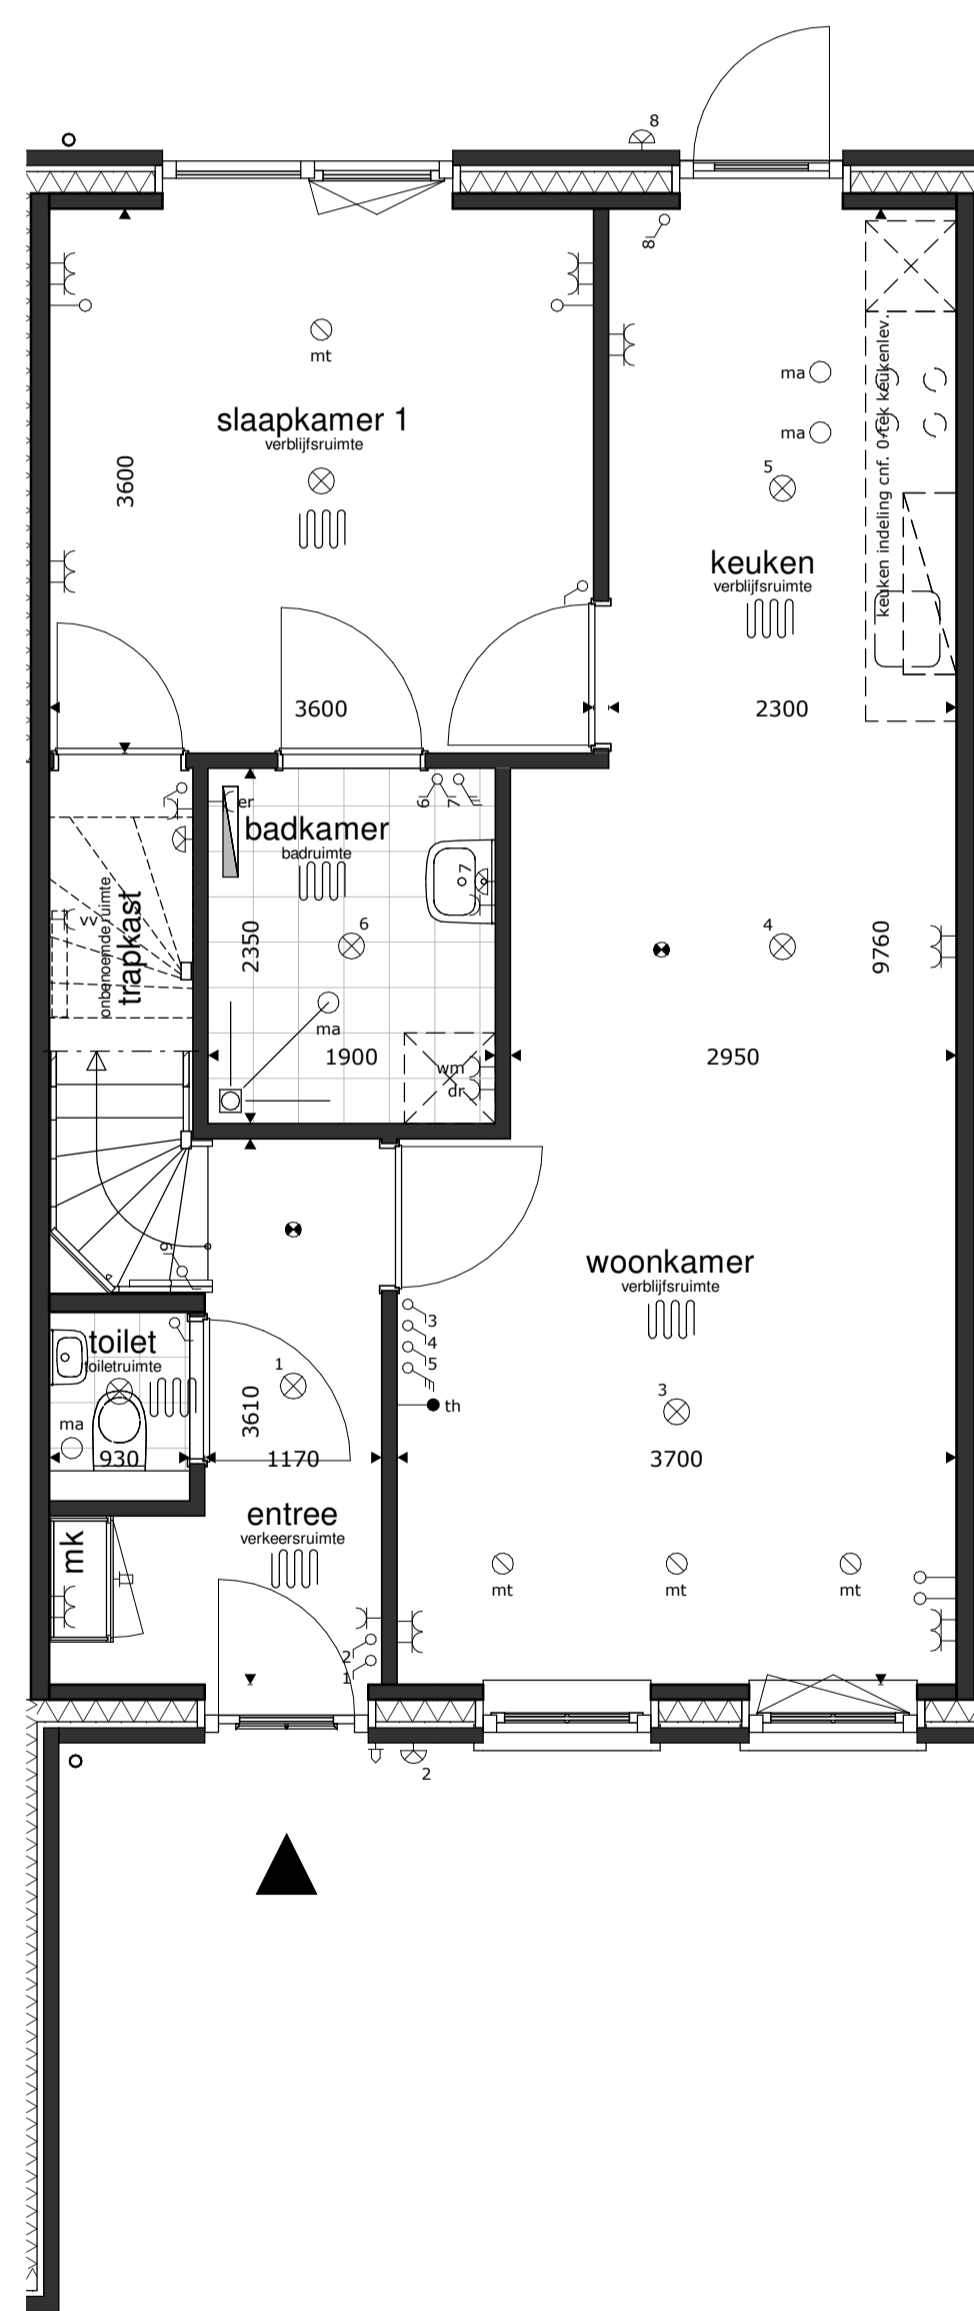 8
8
mt
slaapkamer 1
verblijfsruimte
3600
3600
ma
ma
5
keuken
verblijfsruimte
keuken indeling cnf. 0-tek keukenlev.
2300
er
6
7
badkamer
badruimte
7
6
2350
ma
1900
wm
dr
trapkast
onbenoemde ruimte
vv
4
9760
2950
9
woonkamer
verblijfsruimte
3
4
5
th
3
3700
mt
mt
mt
toilet
toiletruimte
ma
930
1
3610
1170
entree
verkeersruimte
mk
2
1
2